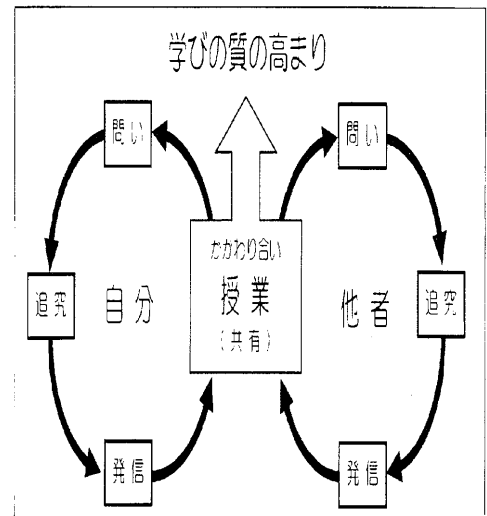 学びの質の高まり
問い
問い
かかわり合い
授業
(共有)
追究
自分
他者
追究
発信
発信